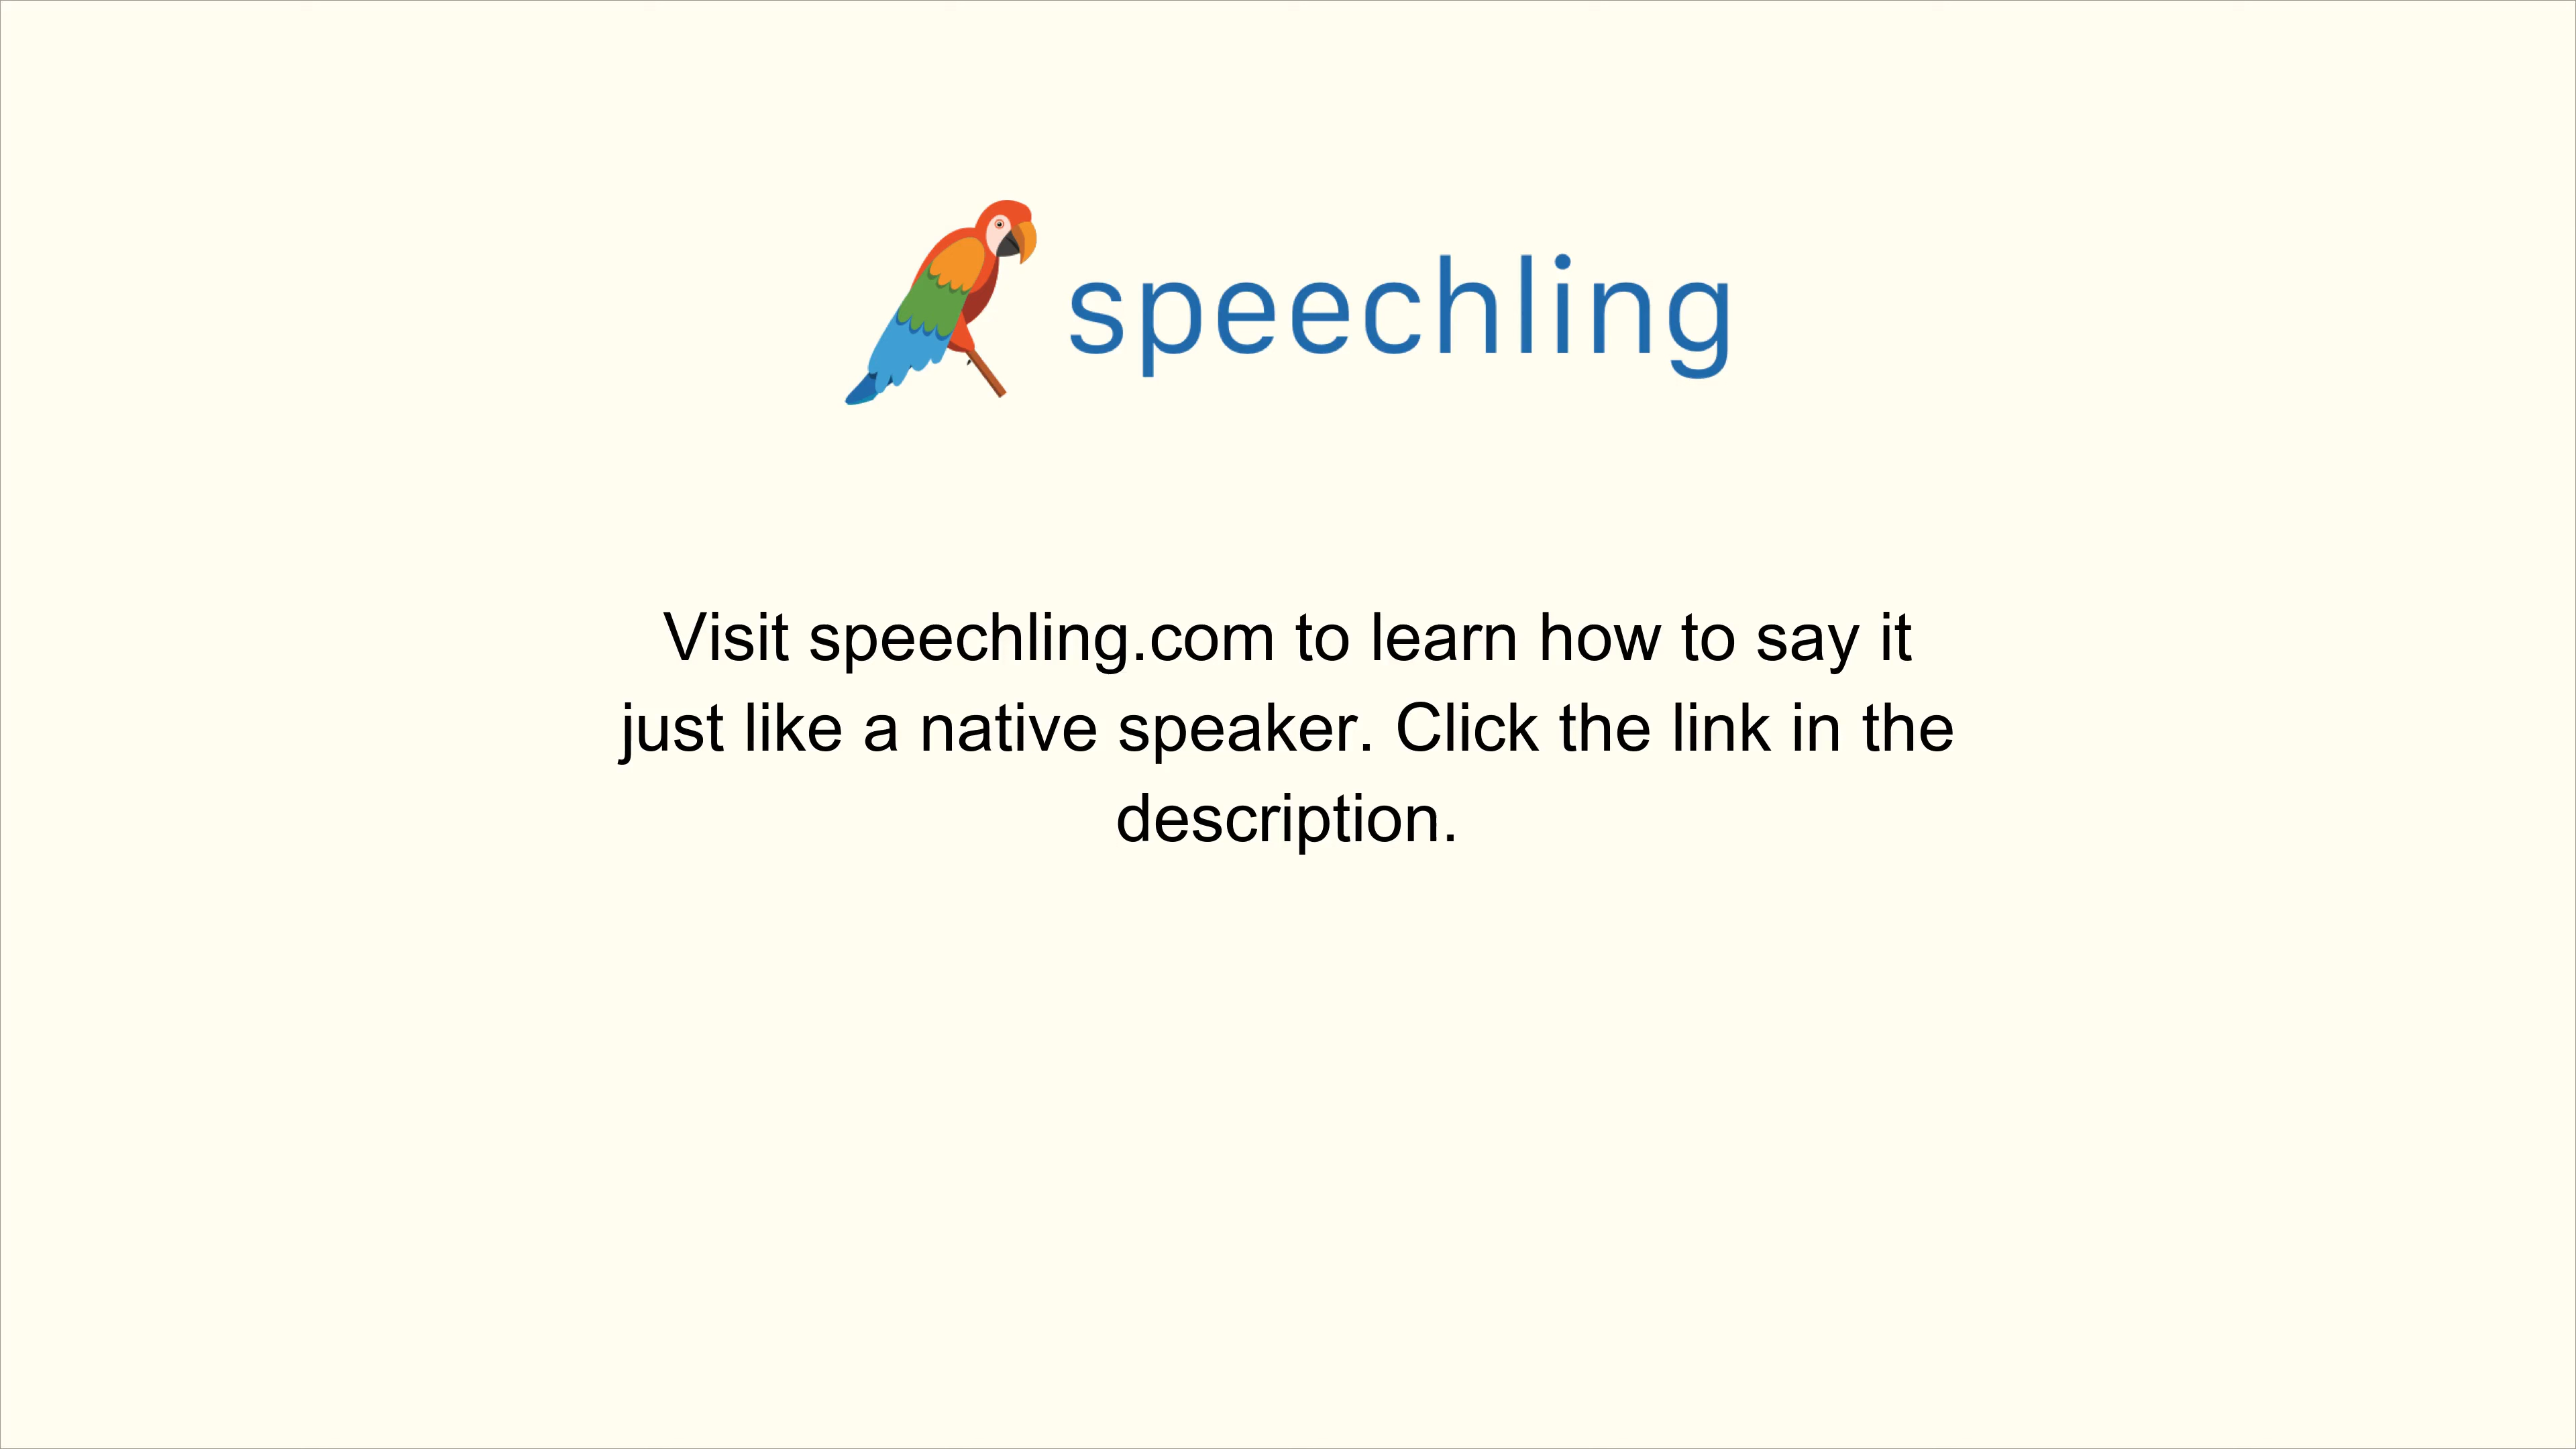 speechling
Visit speechling.com to learn how to say it
just like a native speaker. Click the link in the
description.